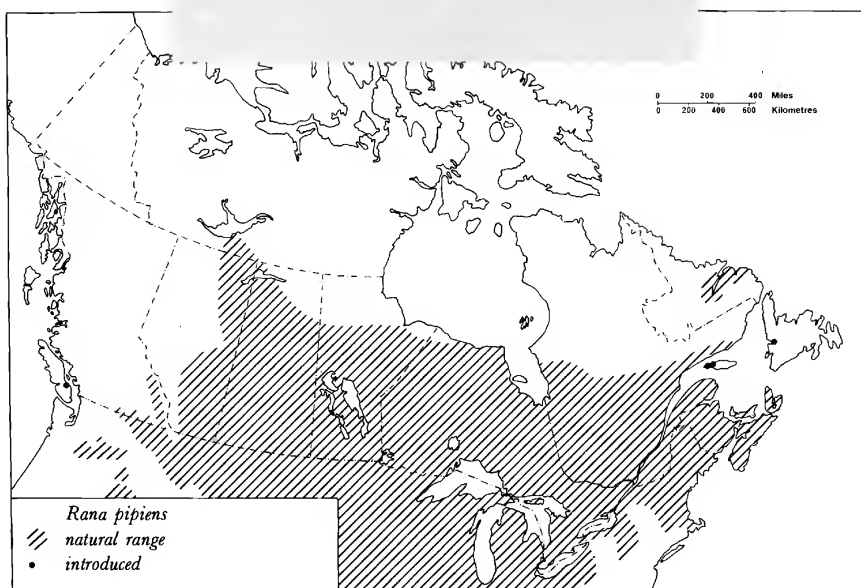 0 200 400 Miles
0 200 400 600 Kilometres
Rana pipiens
natural range
introduced